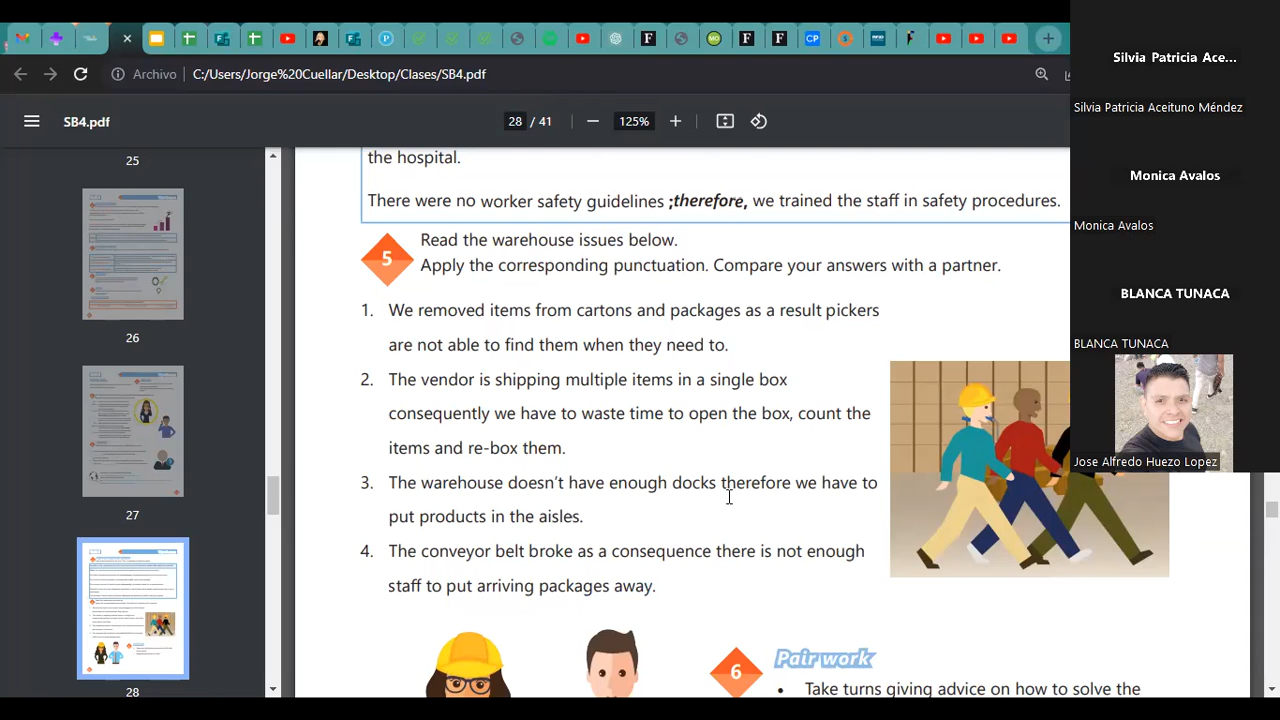 Archivo
C:/Users/Jorge%20Cuellar/Desktop/Clases/SB4.pdf
SB4.pdf
28 / 41
125%
25
26
27
28
the hospital.
There were no worker safety guidelines ;therefore, we trained the staff in safety procedures.
5
Read the warehouse issues below.
Apply the corresponding punctuation. Compare your answers with a partner.
1. We removed items from cartons and packages as a result pickers
are not able to find them when they need to.
2. The vendor is shipping multiple items in a single box
consequently we have to waste time to open the box, count the
items and re-box them.
3. The warehouse doesn't have enough docks therefore we have to
put products in the aisles.
4. The conveyor belt broke as a consequence there is not enough
staff to put arriving packages away.
6
Pair work
• Take turns giving advice on how to solve the
Silvia Patricia Ace...
Silvia Patricia Aceituno Méndez
Monica Avalos
Monica Avalos
BLANCA TUNACA
BLANCA TUNACA
Jose Alfredo Huezo Lopez